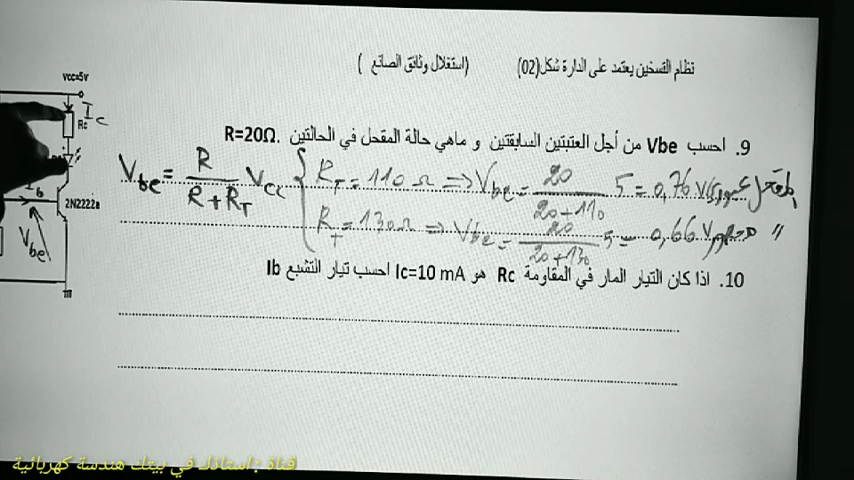 نظام التسخين يعتمد على الدارة شكل(02) (استغلال وثائق الصانع )
vcc=5v
Ic
Rc
Ib
2N2222a
Vbe
9. احسب Vbe من أجل العتبتين السابقتين و ماهي حالة المقحل في الحالتين .R=20Ω
Vbe = R / (R + RT) Vcc { RT = 110 Ω ⇒ Vbe = 20 / (20 + 110) 5 = 0,76 V المقحل
RT = 130 Ω ⇒ Vbe = 20 / (20 + 130) 5 = 0,66 V "
10. اذا كان التيار المار في المقاومة Rc هو Ic=10 mA احسب تيار التشبع Ib
قناة : استاذك في بيتك هندسة كهربائية